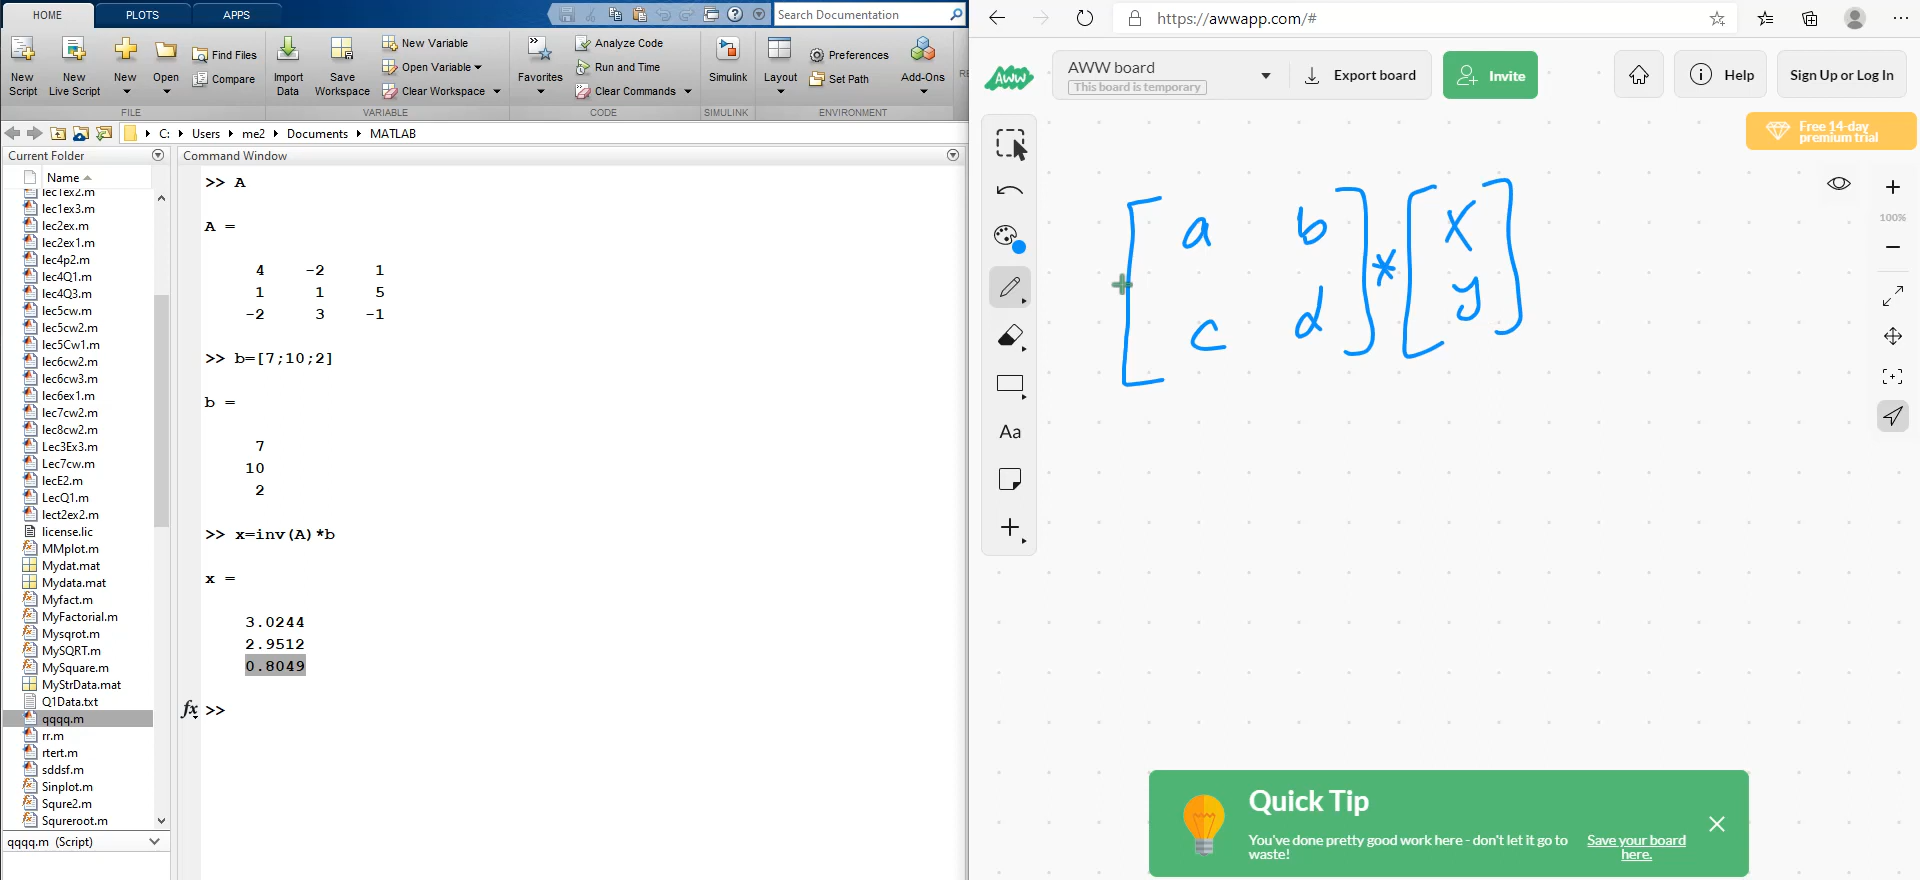 HOME PLOTS APPS
Search Documentation
New Script
New Live Script
New
Open
Find Files
Compare
FILE
Import Data
Save Workspace
New Variable
Open Variable
Clear Workspace
VARIABLE
Favorites
Analyze Code
Run and Time
Clear Commands
CODE
Simulink
SIMULINK
Layout
Preferences
Set Path
Add-Ons
ENVIRONMENT
RE
C: Users me2 Documents MATLAB
Current Folder
Name
lec1ex2.m
lec1ex3.m
lec2ex.m
lec2ex1.m
lec4p2.m
lec4Q1.m
lec4Q3.m
lec5cw.m
lec5cw2.m
lec5Cw1.m
lec6cw2.m
lec6cw3.m
lec6ex1.m
lec7cw2.m
lec8cw2.m
Lec3Ex3.m
Lec7cw.m
lecE2.m
LecQ1.m
lect2ex2.m
license.lic
MMplot.m
Mydat.mat
Mydata.mat
Myfact.m
MyFactorial.m
Mysqrot.m
MySQRT.m
MySquare.m
MyStrData.mat
Q1Data.txt
qqqq.m
rr.m
rtert.m
sddsf.m
Sinplot.m
Squre2.m
Squreroot.m
qqqq.m (Script)
Command Window
>> A
A =
4 -2 1
1 1 5
-2 3 -1
>> b=[7;10;2]
b =
7
10
2
>> x=inv(A)*b
x =
3.0244
2.9512
0.8049
fx >>
https://awwapp.com/#
AWW
AWW board
This board is temporary
Export board
Invite
Help
Sign Up or Log In
Free 14-day
premium trial
100%
Aa
[ a b ] * [ x ]
[ c d ] [ y ]
Quick Tip
You've done pretty good work here - don't let it go to
waste!
Save your board
here.